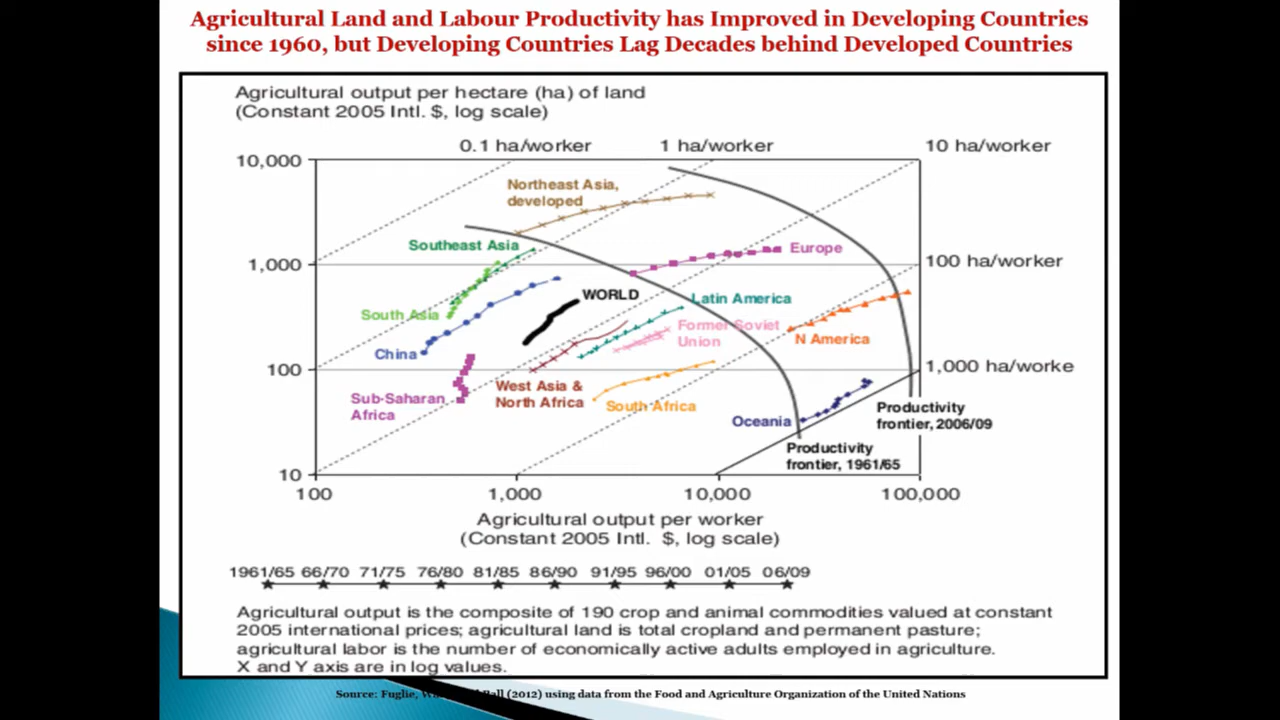 Agricultural Land and Labour Productivity has Improved in Developing Countries
since 1960, but Developing Countries Lag Decades behind Developed Countries
Agricultural output per hectare (ha) of land
(Constant 2005 Intl. $, log scale)
0.1 ha/worker
1 ha/worker
10 ha/worker
10,000
Northeast Asia,
developed
Southeast Asia
Europe
1,000
100 ha/worker
WORLD
Latin America
South Asia
Former Soviet
Union
N America
China
100
1,000 ha/worke
West Asia &
North Africa
Sub-Saharan
Africa
South Africa
Oceania
Productivity
frontier, 2006/09
Productivity
frontier, 1961/65
10
100
1,000
10,000
100,000
Agricultural output per worker
(Constant 2005 Intl. $, log scale)
1961/65 66/70 71/75 76/80 81/85 86/90 91/95 96/00 01/05 06/09
Agricultural output is the composite of 190 crop and animal commodities valued at constant
2005 international prices; agricultural land is total cropland and permanent pasture;
agricultural labor is the number of economically active adults employed in agriculture.
X and Y axis are in log values.
Source: Fuglie, (2012) using data from the Food and Agriculture Organization of the United Nations